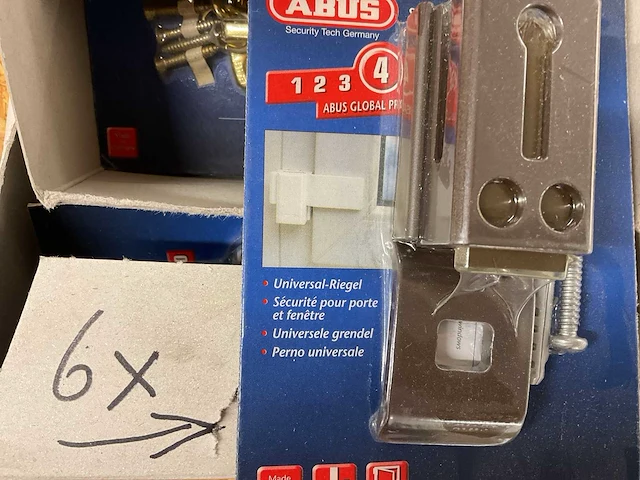 ABUS
Security Tech Germany
1 2 3 4
ABUS GLOBAL
• Universal-Riegel
• Sécurité pour porte
et fenêtre
• Universele grendel
• Perno universale
6x
Made